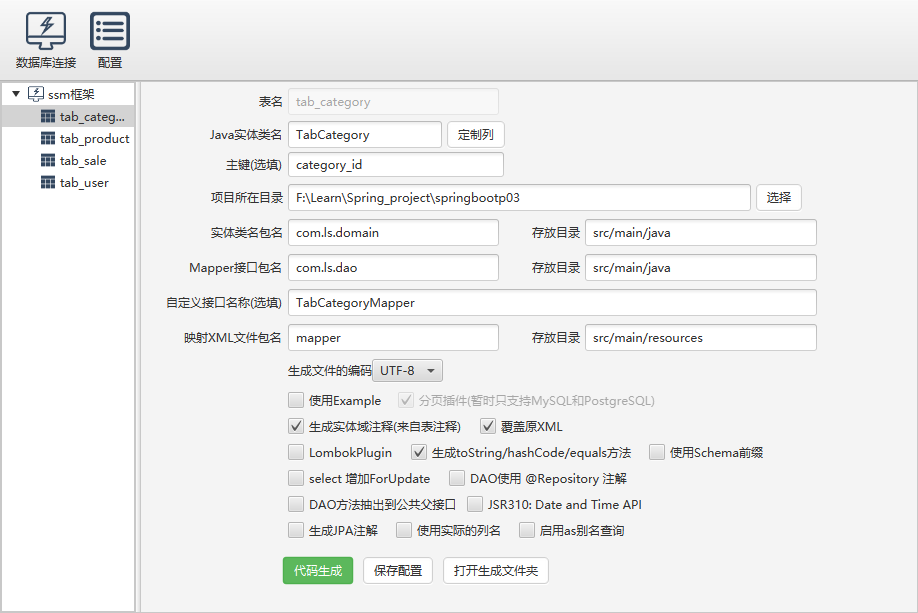 数据库连接 配置
ssm框架
tab_categ...
tab_product
tab_sale
tab_user
表名 tab_category
Java实体类名 TabCategory 定制列
主键(选填) category_id
项目所在目录 F:\Learn\Spring_project\springbootp03 选择
实体类名包名 com.ls.domain 存放目录 src/main/java
Mapper接口包名 com.ls.dao 存放目录 src/main/java
自定义接口名称(选填) TabCategoryMapper
映射XML文件包名 mapper 存放目录 src/main/resources
生成文件的编码 UTF-8
使用Example 分页插件(暂时只支持MySQL和PostgreSQL)
生成实体域注释(来自表注释) 覆盖原XML
LombokPlugin 生成toString/hashCode/equals方法 使用Schema前缀
select 增加ForUpdate DAO使用 @Repository 注解
DAO方法抽出到公共父接口 JSR310: Date and Time API
生成JPA注解 使用实际的列名 启用as别名查询
代码生成 保存配置 打开生成文件夹